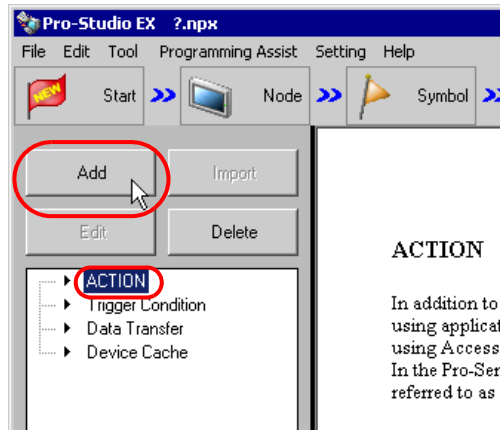 Pro-Studio EX ?.npx
File Edit Tool Programming Assist Setting Help
NEW Start Node Symbol
Add Import
Edit Delete
ACTION
Trigger Condition
Data Transfer
Device Cache
ACTION
In addition to
using applicat
using Access
In the Pro-Ser
referred to as